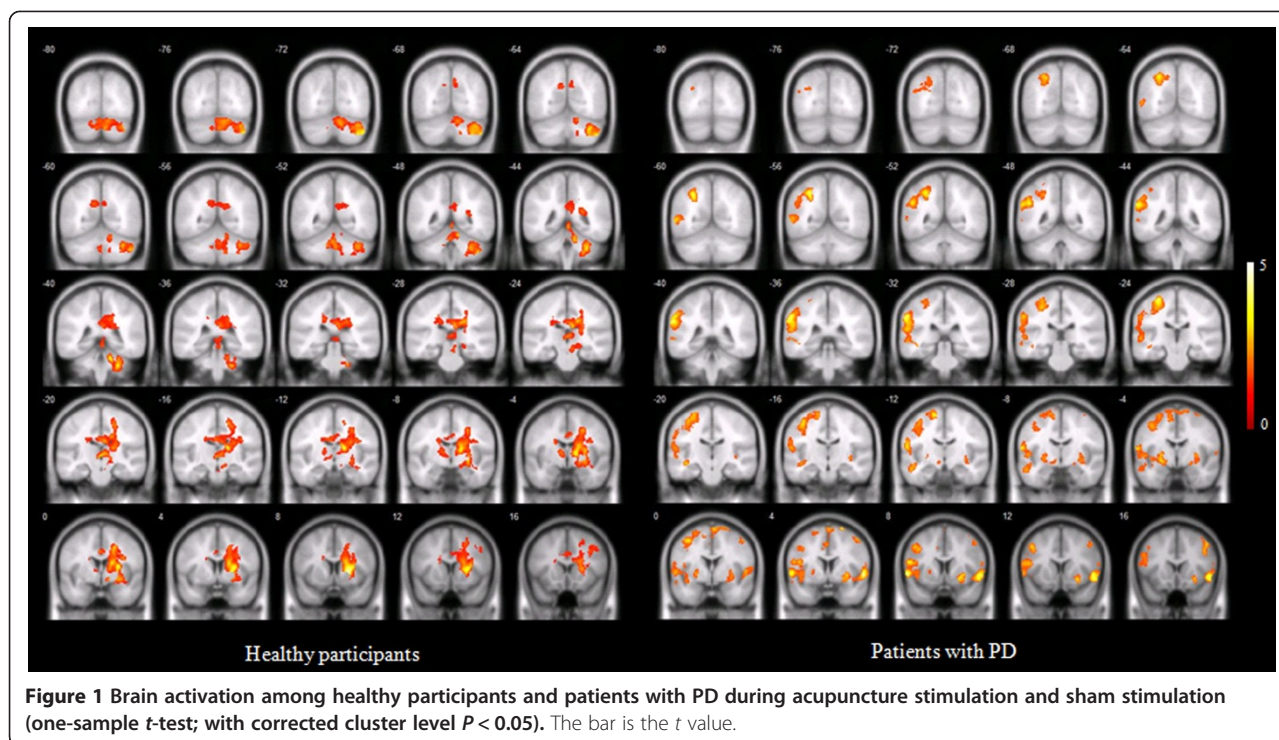 -80 -76 -72 -68 -64
-60 -56 -52 -48 -44
-40 -36 -32 -28 -24
-20 -16 -12 -8 -4
0 4 8 12 16
Healthy participants
-80 -76 -72 -68 -64
-60 -56 -52 -48 -44
-40 -36 -32 -28 -24
-20 -16 -12 -8 -4
0 4 8 12 16
Patients with PD
5
0
Figure 1 Brain activation among healthy participants and patients with PD during acupuncture stimulation and sham stimulation
(one-sample t-test; with corrected cluster level P < 0.05). The bar is the t value.